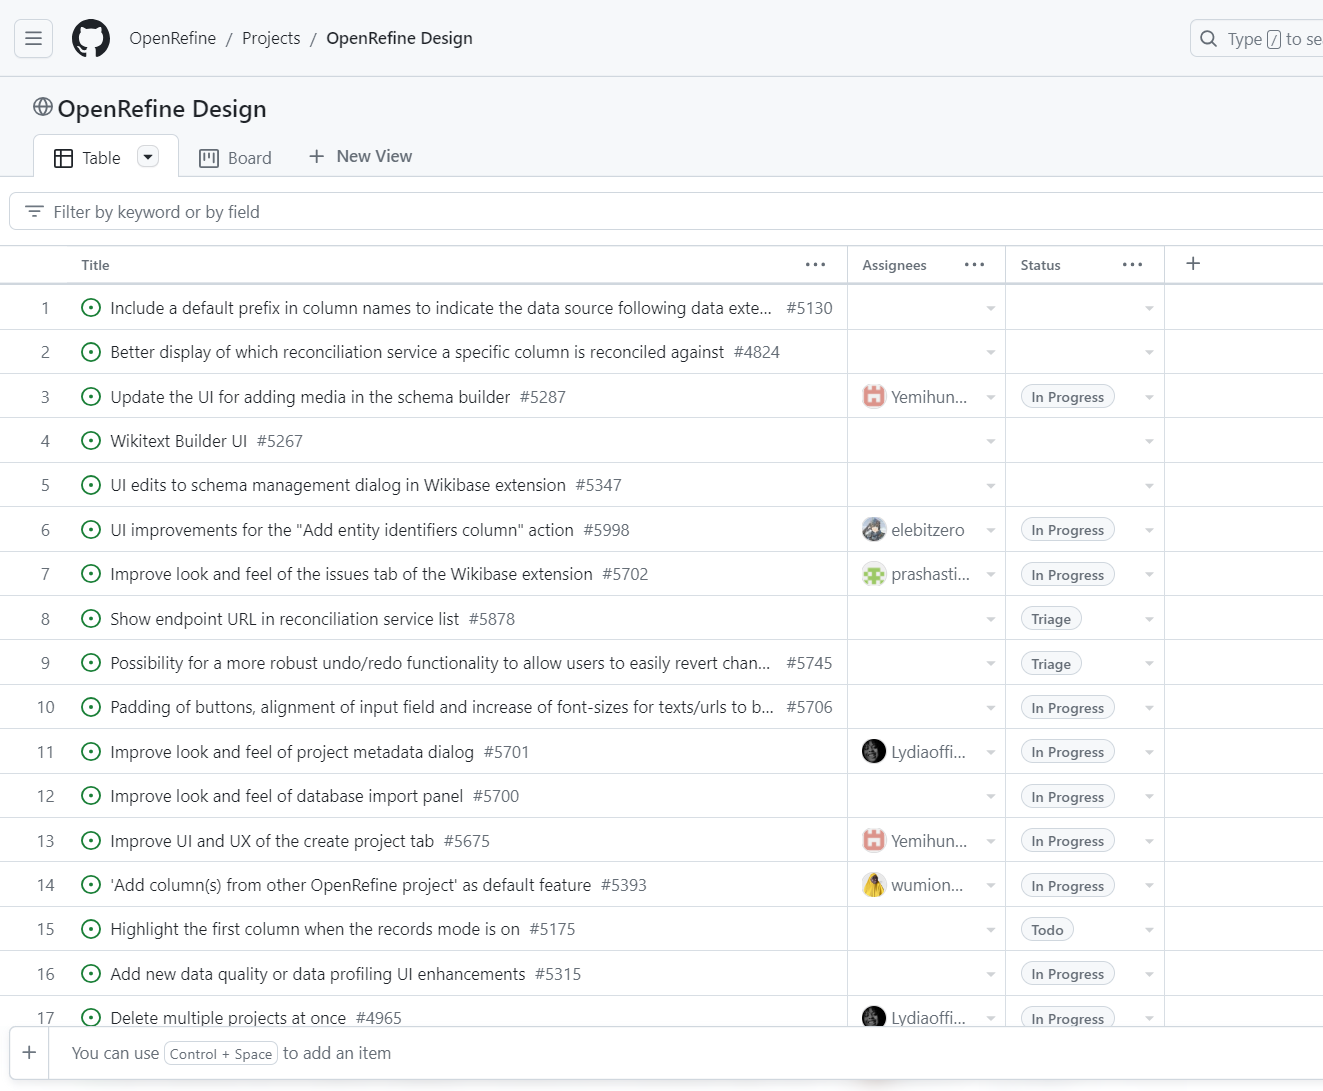 OpenRefine / Projects / OpenRefine Design
Type / to se
OpenRefine Design
Table Board + New View
Filter by keyword or by field
Title ··· Assignees ··· Status ··· +
1 Include a default prefix in column names to indicate the data source following data exte... #5130
2 Better display of which reconciliation service a specific column is reconciled against #4824
3 Update the UI for adding media in the schema builder #5287 Yemihun... In Progress
4 Wikitext Builder UI #5267
5 UI edits to schema management dialog in Wikibase extension #5347
6 UI improvements for the "Add entity identifiers column" action #5998 elebitzero In Progress
7 Improve look and feel of the issues tab of the Wikibase extension #5702 prashasti... In Progress
8 Show endpoint URL in reconciliation service list #5878 Triage
9 Possibility for a more robust undo/redo functionality to allow users to easily revert chan... #5745 Triage
10 Padding of buttons, alignment of input field and increase of font-sizes for texts/urls to b... #5706 In Progress
11 Improve look and feel of project metadata dialog #5701 Lydiaoffi... In Progress
12 Improve look and feel of database import panel #5700 In Progress
13 Improve UI and UX of the create project tab #5675 Yemihun... In Progress
14 'Add column(s) from other OpenRefine project' as default feature #5393 wumion... In Progress
15 Highlight the first column when the records mode is on #5175 Todo
16 Add new data quality or data profiling UI enhancements #5315 In Progress
17 Delete multiple projects at once #4965 Lydiaoffi... In Progress
+ You can use Control + Space to add an item